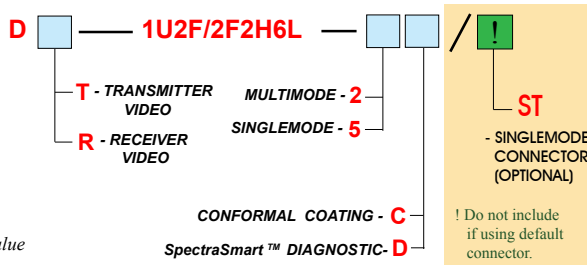 D — 1U2F/2F2H6L — / !
T - TRANSMITTER
VIDEO
R - RECEIVER
VIDEO
MULTIMODE - 2
SINGLEMODE - 5
ST
- SINGLEMODE
CONNECTOR
(OPTIONAL)
CONFORMAL COATING - C
SpectraSmart ™ DIAGNOSTIC- D
! Do not include
if using default
connector.
alue